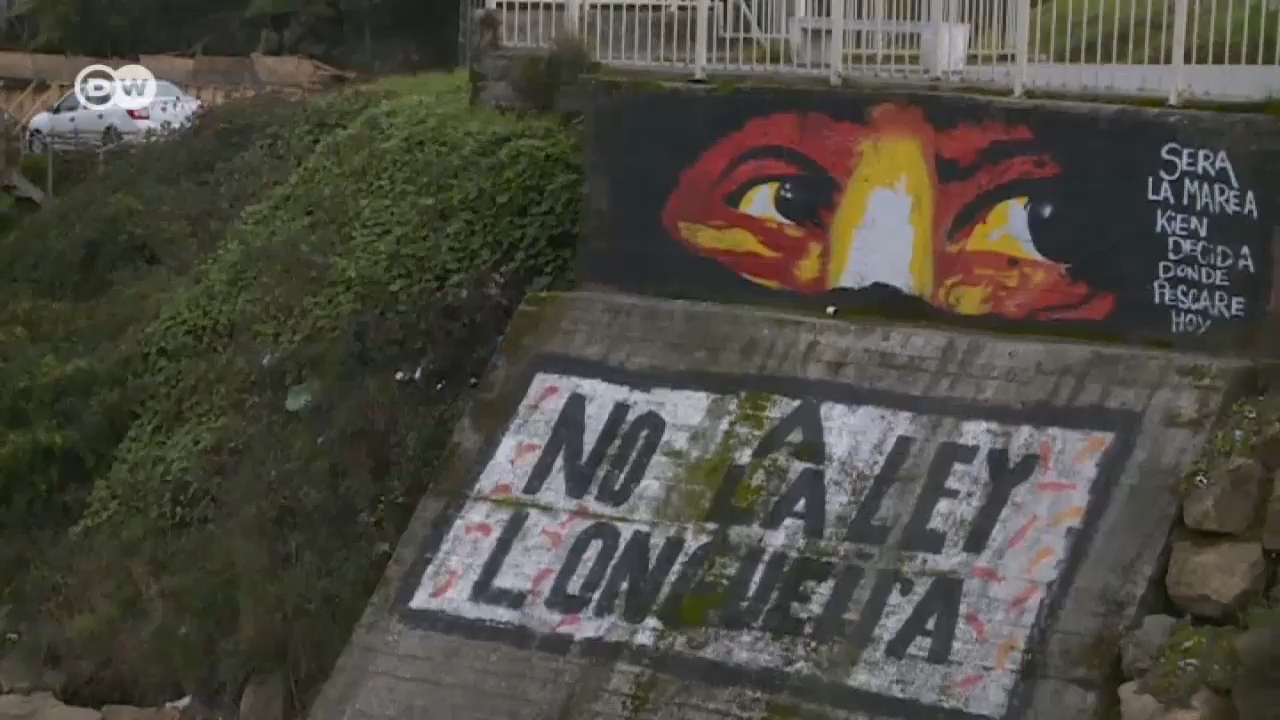 DW
SERA
LA MAREA
KIEN
DECIDA
DONDE
PESCARE
HOY
NO A
LA LEY
LONGUEIRA